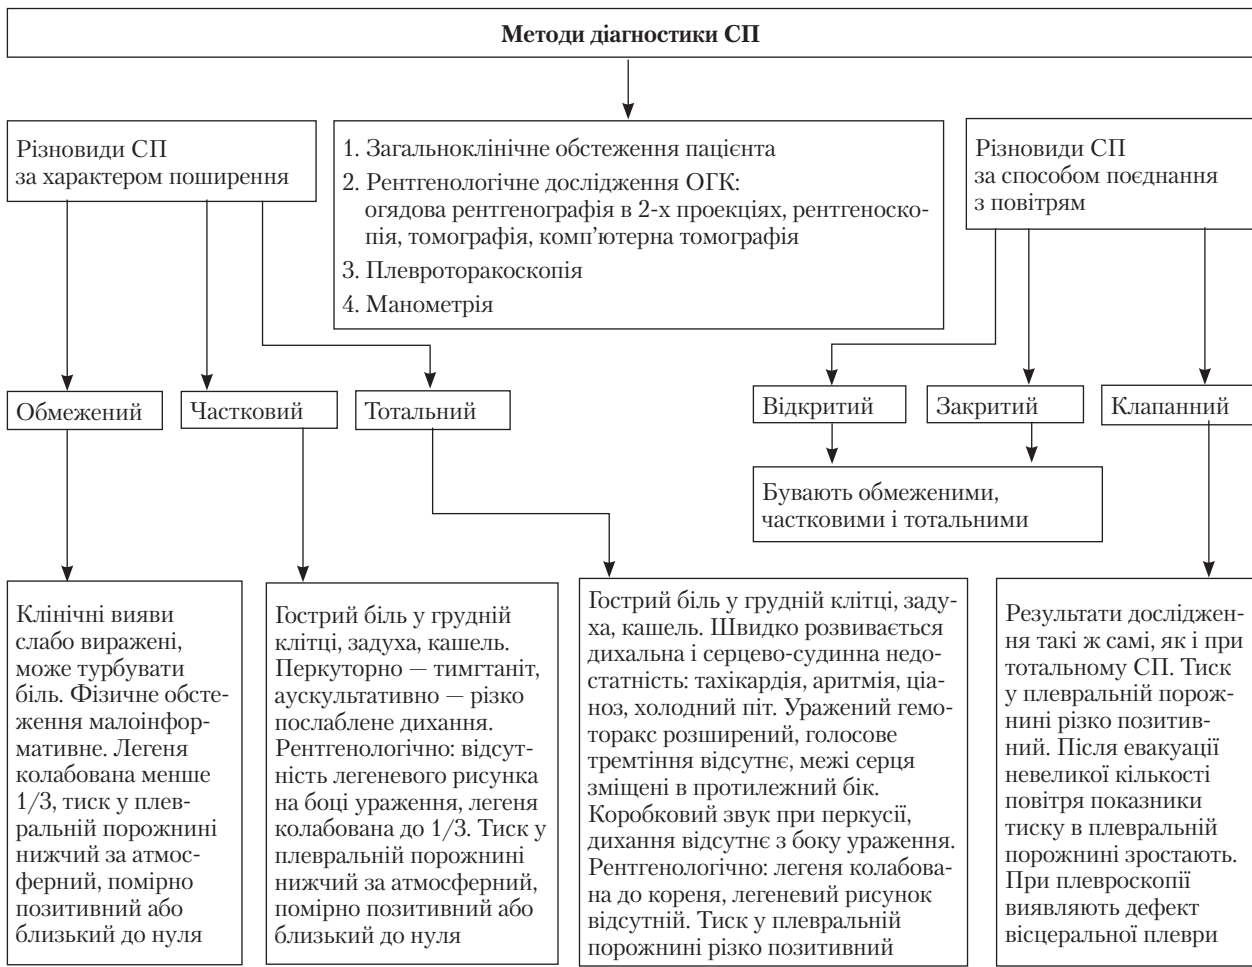 Методи діагностики СП
Різновиди СП
за характером поширення
1. Загальноклінічне обстеження пацієнта
2. Рентгенологічне дослідження ОГК:
огядова рентгенографія в 2-х проекціях, рентгеноско-
пія, томографія, комп’ютерна томографія
3. Плевроторакоскопія
4. Манометрія
Різновиди СП
за способом поєднання
з повітрям
Обмежений
Частковий
Тотальний
Відкритий
Закритий
Клапанний
Бувають обмеженими,
частковими і тотальними
Клінічні вияви
слабо виражені,
може турбувати
біль. Фізичне обсте-
ження малоінфор-
мативне. Легеня
колабована менше
1/3, тиск у плев-
ральній порожнині
нижчий за атмос-
ферний, помірно
позитивний або
близький до нуля
Гострий біль у грудній
клітці, задуха, кашель.
Перкуторно — тимгтаніт,
аускультативно — різко
послаблене дихання.
Рентгенологічно: відсут-
ність легеневого рисунка
на боці ураження, легеня
колабована до 1/3. Тиск у
плевральній порожнині
нижчий за атмосферний,
помірно позитивний або
близький до нуля
Гострий біль у грудній клітці, заду-
ха, кашель. Швидко розвивається
дихальна і серцево-судинна недо-
статність: тахікардія, аритмія, ціа-
ноз, холодний піт. Уражений гемо-
торакс розширений, голосове
тремтіння відсутнє, межі серця
зміщені в протилежний бік.
Коробковий звук при перкусії,
дихання відсутнє з боку ураження.
Рентгенологічно: легеня колабова-
на до кореня, легеневий рисунок
відсутній. Тиск у плевральній
порожнині різко позитивний
Результати досліджен-
ня такі ж самі, як і при
тотальному СП. Тиск
у плевральній порож-
нині різко позитив-
ний. Після евакуації
невеликої кількості
повітря показники
тиску в плевральній
порожнині зростають.
При плевроскопії
виявляють дефект
вісцеральної плеври